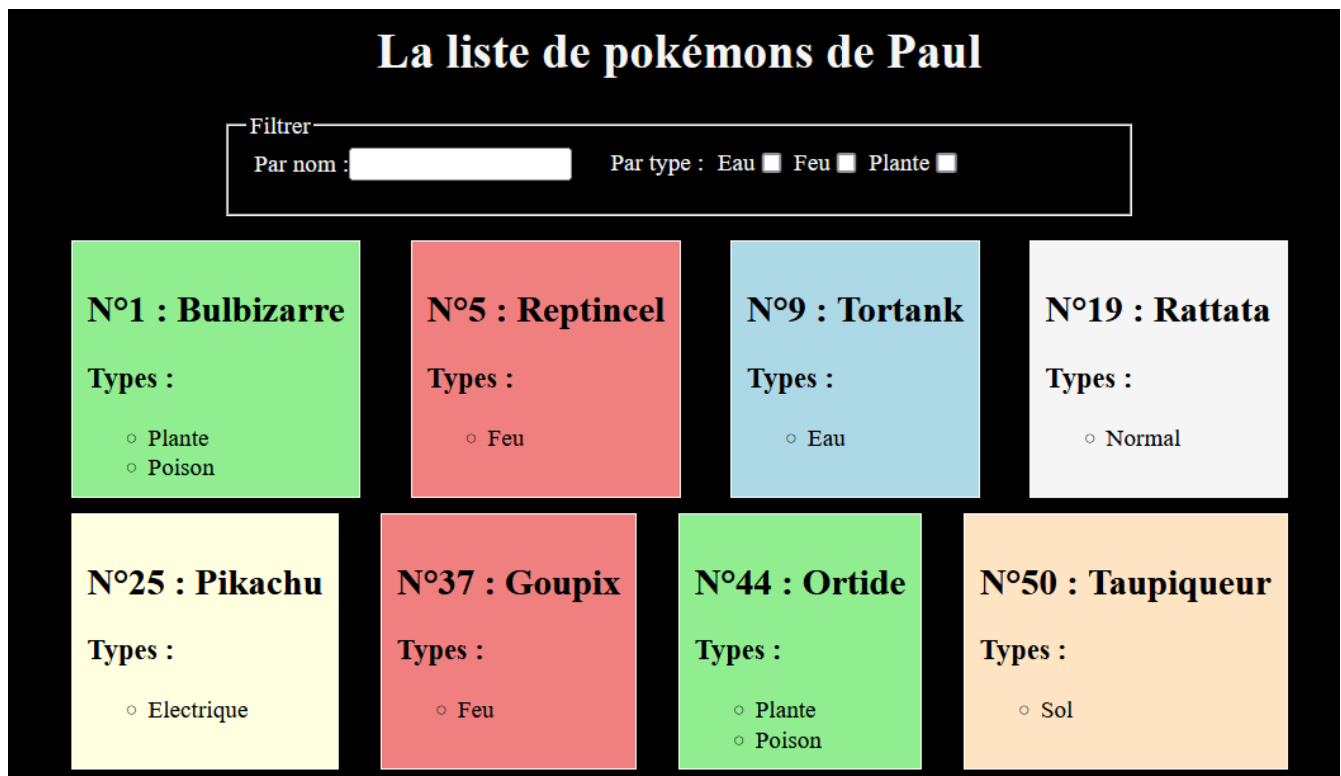 La liste de pokémons de Paul
Filtrer
Par nom :
Par type : Eau Feu Plante
N°1 : Bulbizarre
Types :
Plante
Poison
N°5 : Reptincel
Types :
Feu
N°9 : Tortank
Types :
Eau
N°19 : Rattata
Types :
Normal
N°25 : Pikachu
Types :
Electrique
N°37 : Goupix
Types :
Feu
N°44 : Ortide
Types :
Plante
Poison
N°50 : Taupiqueur
Types :
Sol